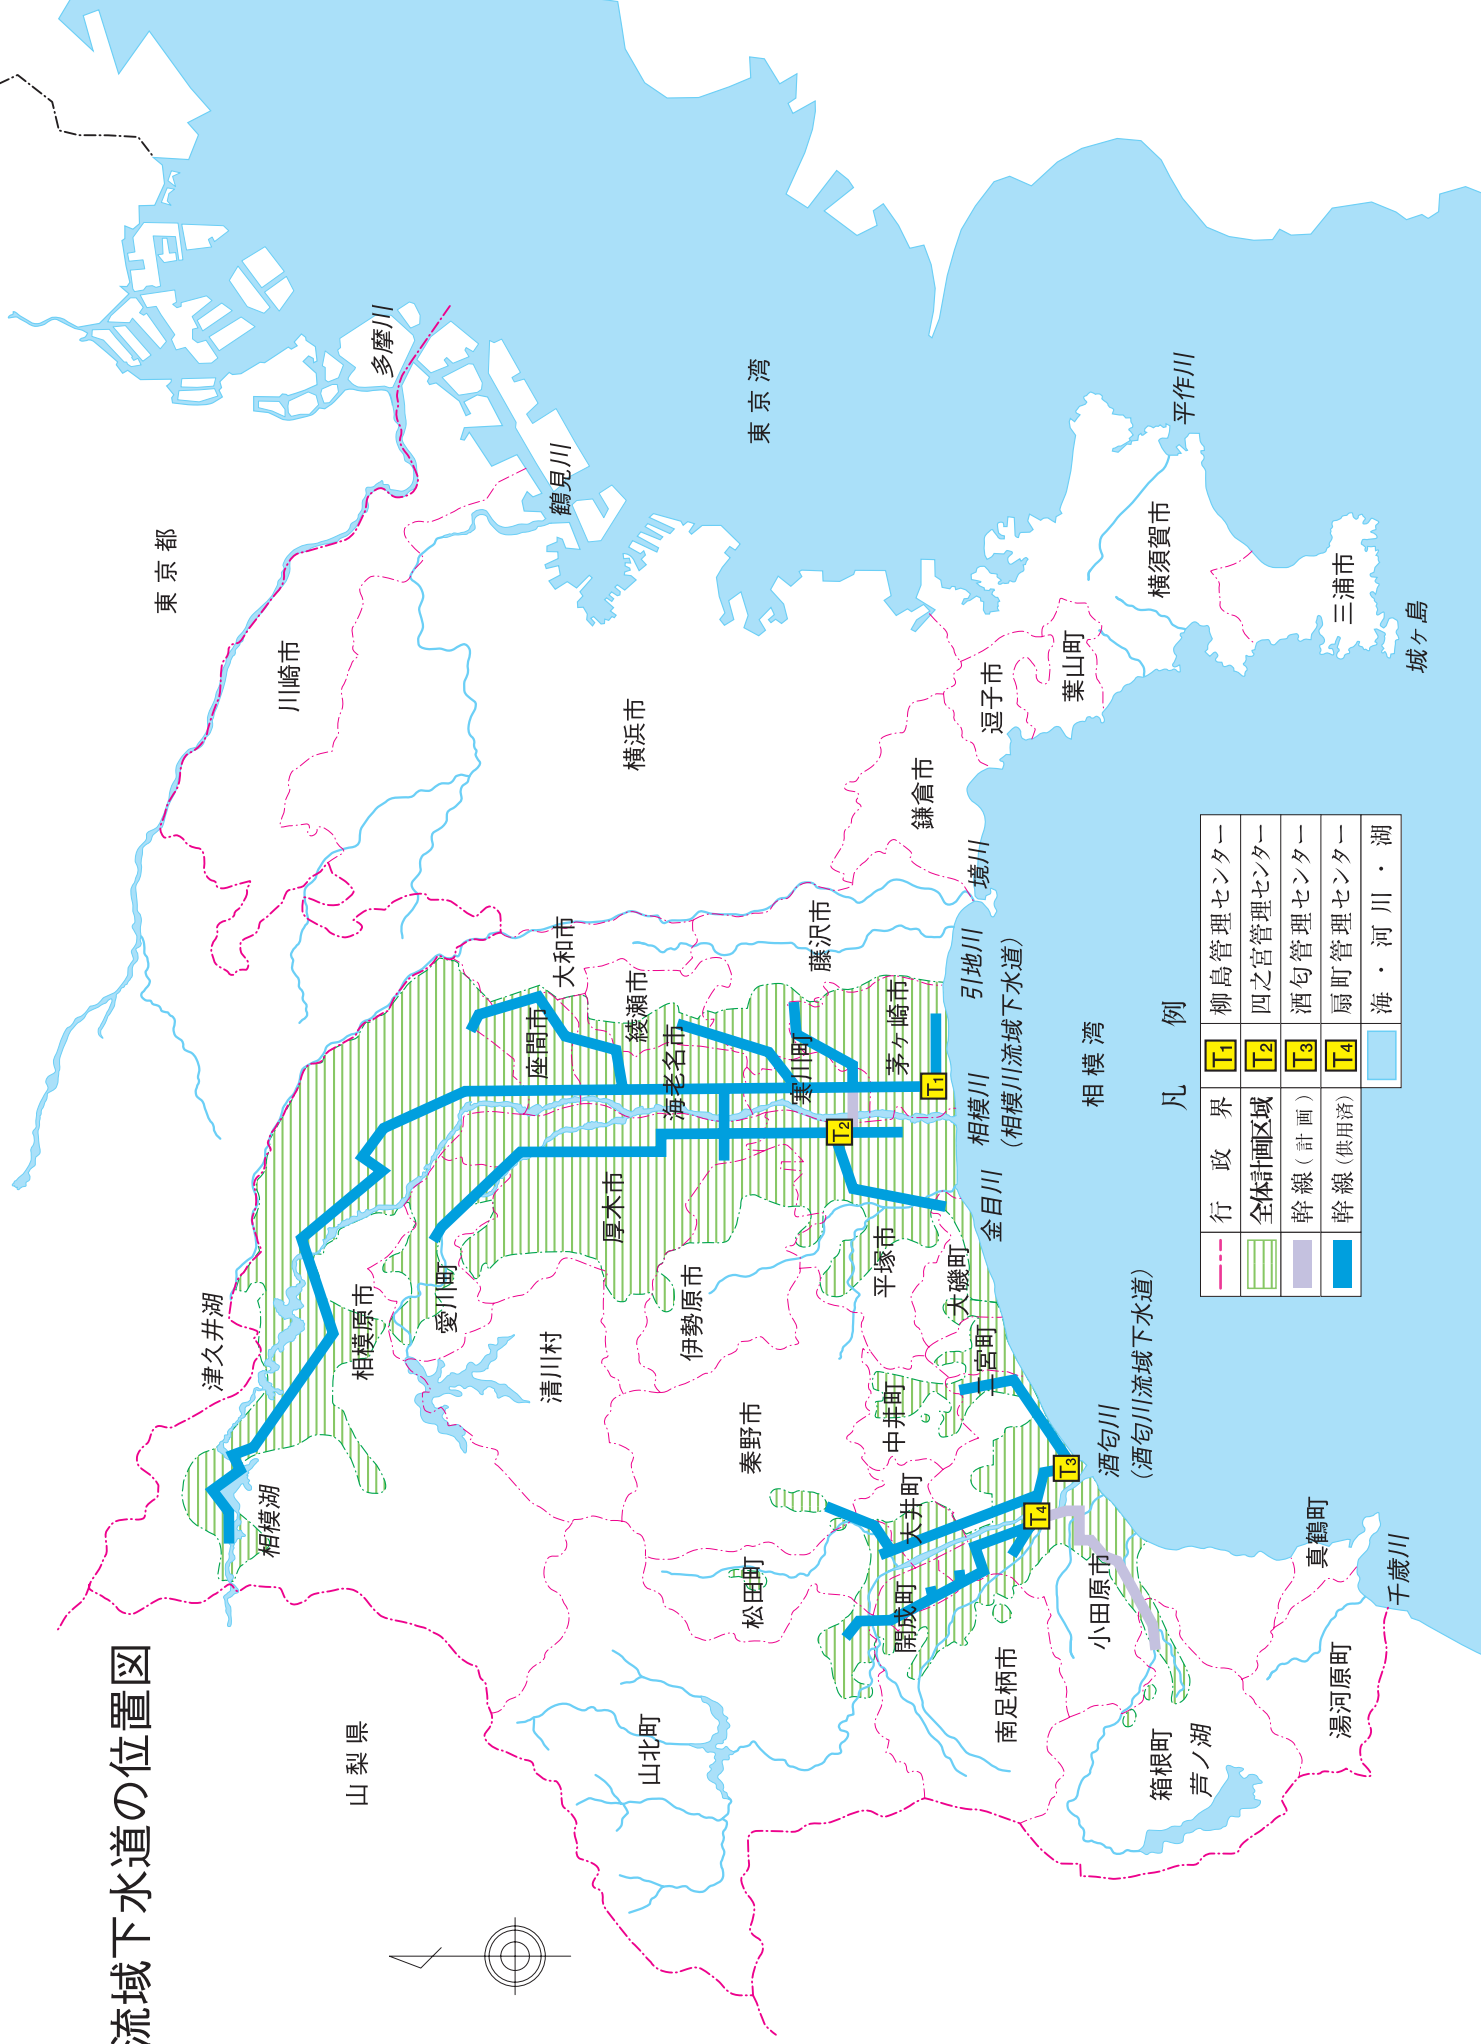 流域下水道の位置図
山梨県
東京都
川崎市
多摩川
鶴見川
東京湾
横浜市
津久井湖
相模湖
相模原市
愛川町
清川村
座間市
大和市
綾瀬市
海老名市
厚木市
伊勢原市
秦野市
藤沢市
寒川町
茅ヶ崎市
鎌倉市
逗子市
葉山町
横須賀市
平作川
三浦市
城ヶ島
境川
引地川
相模川
(相模川流域下水道)
金目川
平塚市
大磯町
二宮町
中井町
大井町
松田町
開成町
山北町
南足柄市
小田原市
箱根町
芦ノ湖
湯河原町
真鶴町
千歳川
酒匂川
(酒匂川流域下水道)
相模湾
T1
T2
T3
T4
凡例
行政界
T1 柳島管理センター
全体計画区域
T2 四之宮管理センター
幹線(計画)
T3 酒匂管理センター
幹線(供用済)
T4 扇町管理センター
海・河川・湖